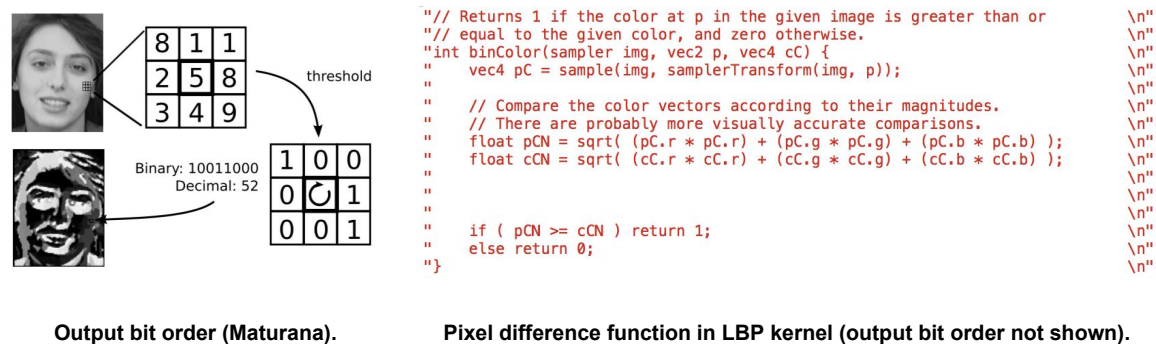 8 1 1
2 5 8
3 4 9
threshold
1 0 0
0 1
0 0 1
Binary: 10011000
Decimal: 52
Output bit order (Maturana).
"// Returns 1 if the color at p in the given image is greater than or \n"
"// equal to the given color, and zero otherwise. \n"
"int binColor(sampler img, vec2 p, vec4 cC) { \n"
"    vec4 pC = sample(img, samplerTransform(img, p)); \n"
" \n"
"    // Compare the color vectors according to their magnitudes. \n"
"    // There are probably more visually accurate comparisons. \n"
"    float pCN = sqrt( (pC.r * pC.r) + (pC.g * pC.g) + (pC.b * pC.b) ); \n"
"    float cCN = sqrt( (cC.r * cC.r) + (cC.g * cC.g) + (cC.b * cC.b) ); \n"
" \n"
" \n"
" \n"
"    if ( pCN >= cCN ) return 1; \n"
"    else return 0; \n"
"} \n"
Pixel difference function in LBP kernel (output bit order not shown).